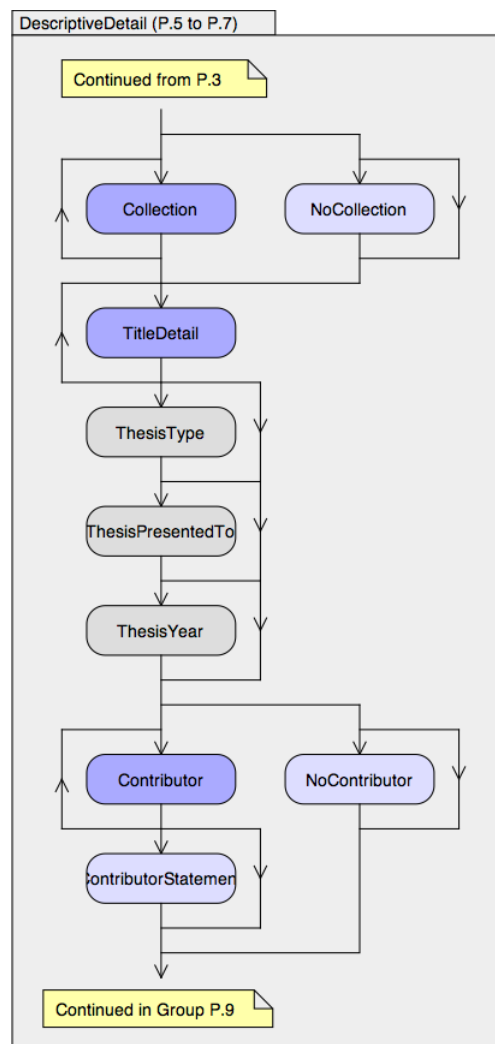 DescriptiveDetail (P.5 to P.7)
Continued from P.3
Collection
NoCollection
TitleDetail
ThesisType
ThesisPresentedTo
ThesisYear
Contributor
NoContributor
ContributorStatemen
Continued in Group P.9